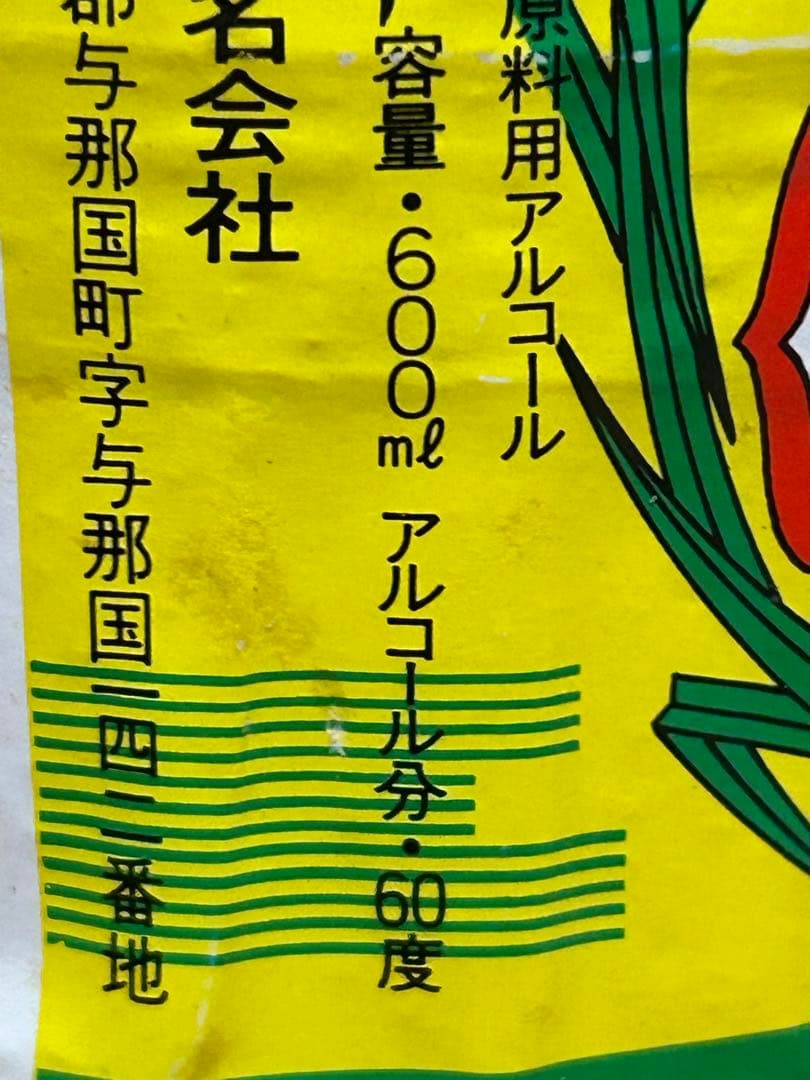 原料用アルコール
容量・600ml アルコール分・60度
名会社
郡与那国町字与那国一四二一番地